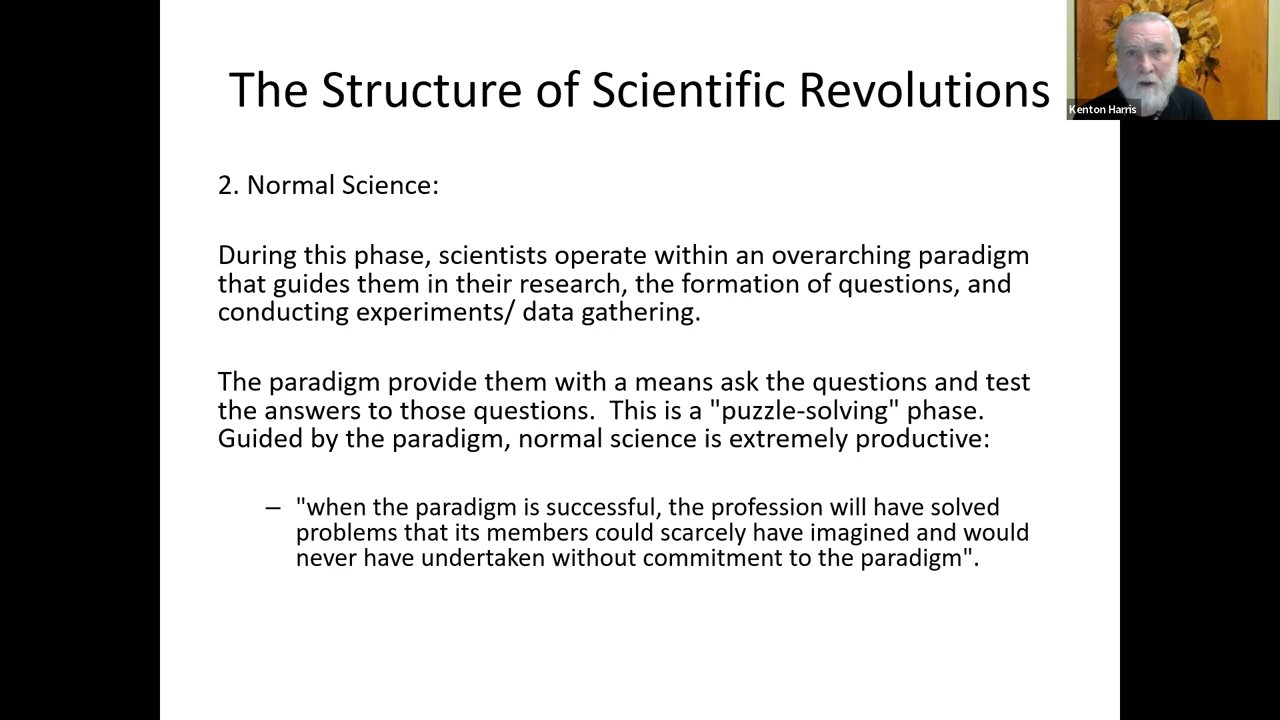 The Structure of Scientific Revolutions
Kenton Harris
2. Normal Science:
During this phase, scientists operate within an overarching paradigm
that guides them in their research, the formation of questions, and
conducting experiments/ data gathering.
The paradigm provide them with a means ask the questions and test
the answers to those questions.  This is a "puzzle-solving" phase.
Guided by the paradigm, normal science is extremely productive:
– "when the paradigm is successful, the profession will have solved
problems that its members could scarcely have imagined and would
never have undertaken without commitment to the paradigm".